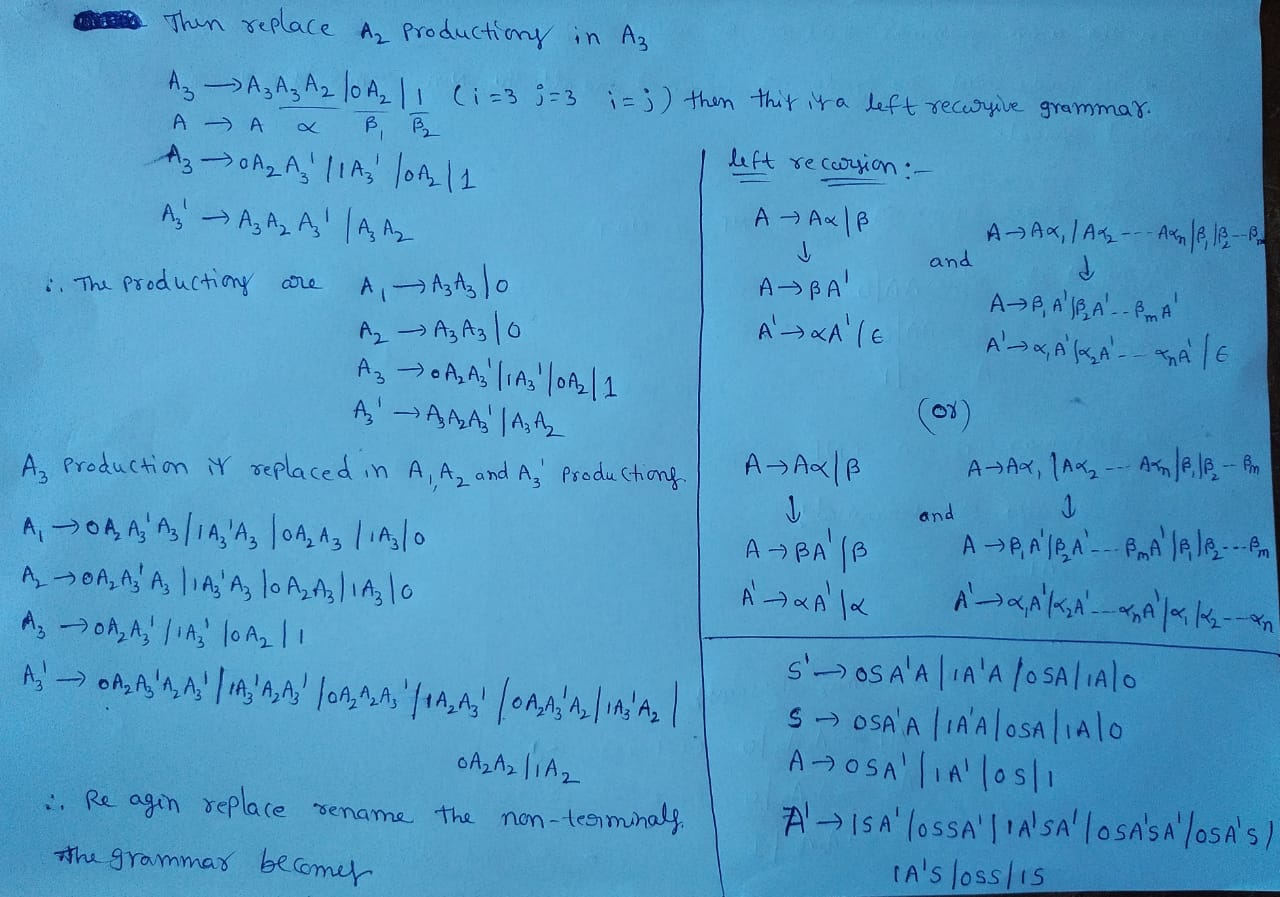 Then replace A₂ productions in A₃
A₃ → A₃A₃A₂ | 0A₂ | 1 (i=3 j=3 i=j) then this is a left recursive grammar.
A → A α β₁ β₂
A₃ → 0A₂A₃' | 1A₃' | 0A₂ | 1
A₃' → A₃A₂A₃' | A₃A₂
∴ The productions are A₁ → A₃A₃ | 0
A₂ → A₃A₃ | 0
A₃ → 0A₂A₃' | 1A₃' | 0A₂ | 1
A₃' → A₃A₂A₃' | A₃A₂
A₃ production is replaced in A₁, A₂ and A₃' productions.
A₁ → 0A₂A₃'A₃ | 1A₃'A₃ | 0A₂A₃ | 1A₃ | 0
A₂ → 0A₂A₃'A₃ | 1A₃'A₃ | 0A₂A₃ | 1A₃ | 0
A₃ → 0A₂A₃' | 1A₃' | 0A₂ | 1
A₃' → 0A₂A₃'A₂A₃' | 1A₃'A₂A₃' | 0A₂A₂A₃' | 1A₂A₃' | 0A₂A₃'A₂ | 1A₃'A₂ |
0A₂A₂ | 1A₂
∴ Re agin replace rename the non-terminals.
the grammar becomes
left recursion :-
A → Aα | β
↓
A → βA'
A' → αA' | ϵ
and
A → Aα₁ | Aα₂ --- Aαn | β₁ | β₂ -- βm
↓
A → β₁A' | β₂A' -- βmA'
A' → α₁A' | α₂A' -- αnA' | ϵ
(or)
A → Aα | β
↓
A → βA' | β
A' → αA' | α
and
A → Aα₁ | Aα₂ --- Aαn | β₁ | β₂ -- βm
↓
A → β₁A' | β₂A' --- βmA' | β₁ | β₂ --- βm
A' → α₁A' | α₂A' --- αnA' | α₁ | α₂ --- αn
S' → 0SA'A | 1A'A | 0SA | 1A | 0
S → 0SA'A | 1A'A | 0SA | 1A | 0
A → 0SA' | 1A' | 0S | 1
A' → 1SA' | 0SSA' | 1A'SA' | 0SA'SA' | 0SA'S |
1A'S | 0SS | 1S